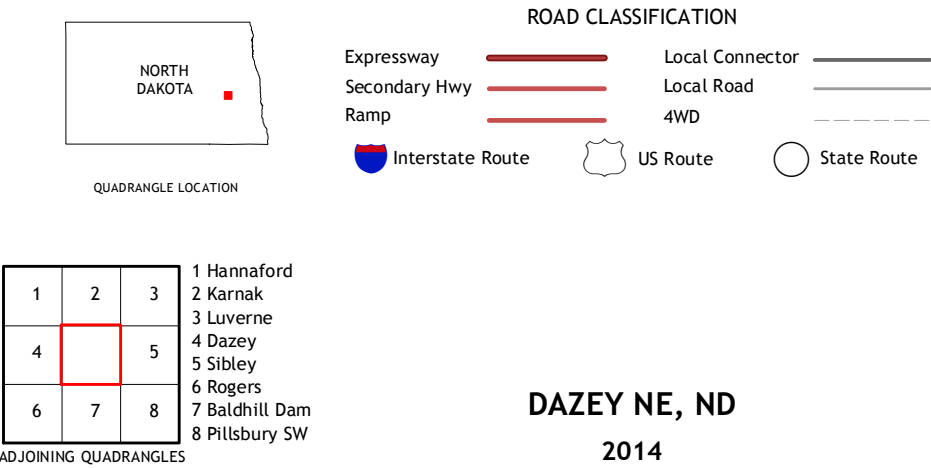 NORTH
DAKOTA
QUADRANGLE LOCATION
ROAD CLASSIFICATION
Expressway
Local Connector
Secondary Hwy
Local Road
Ramp
4WD
Interstate Route
US Route
State Route
1 2 3
4 5
6 7 8
ADJOINING QUADRANGLES
1 Hannaford
2 Karnak
3 Luverne
4 Dazey
5 Sibley
6 Rogers
7 Baldhill Dam
8 Pillsbury SW
DAZEY NE, ND
2014